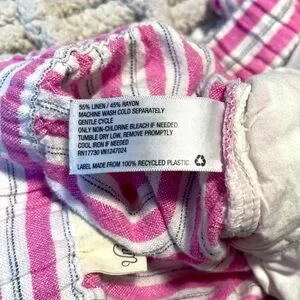 55% LINEN / 45% RAYON
MACHINE WASH COLD SEPARATELY
GENTLE CYCLE
ONLY NON-CHLORINE BLEACH IF NEEDED
TUMBLE DRY LOW, REMOVE PROMPTLY
COOL IRON IF NEEDED
RN17730 VN1247024
LABEL MADE FROM 100% RECYCLED PLASTIC